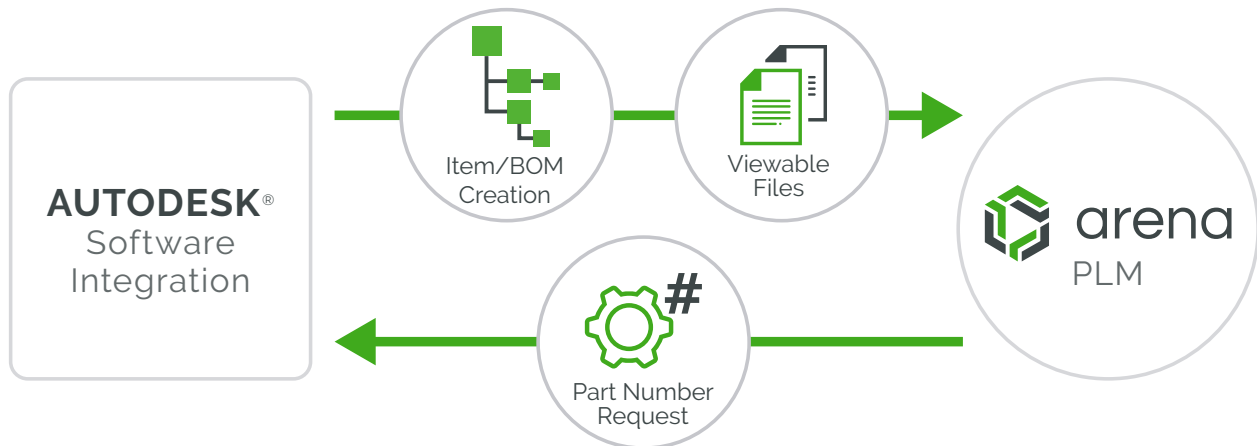 AUTODESK®
Software
Integration
Item/BOM
Creation
Viewable
Files
arena
PLM
#
Part Number
Request